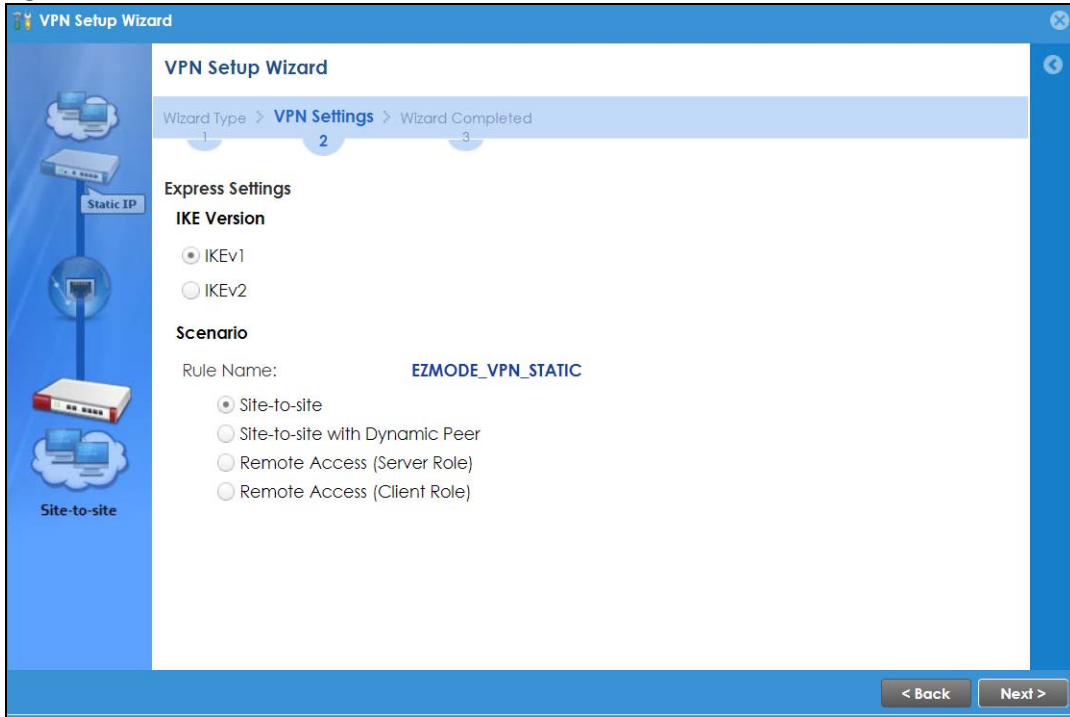 VPN Setup Wizard
VPN Setup Wizard
Wizard Type > VPN Settings > Wizard Completed
1 2 3
Static IP
Express Settings
IKE Version
IKEv1
IKEv2
Scenario
Rule Name: EZMODE_VPN_STATIC
Site-to-site
Site-to-site with Dynamic Peer
Remote Access (Server Role)
Remote Access (Client Role)
Site-to-site
< Back Next >